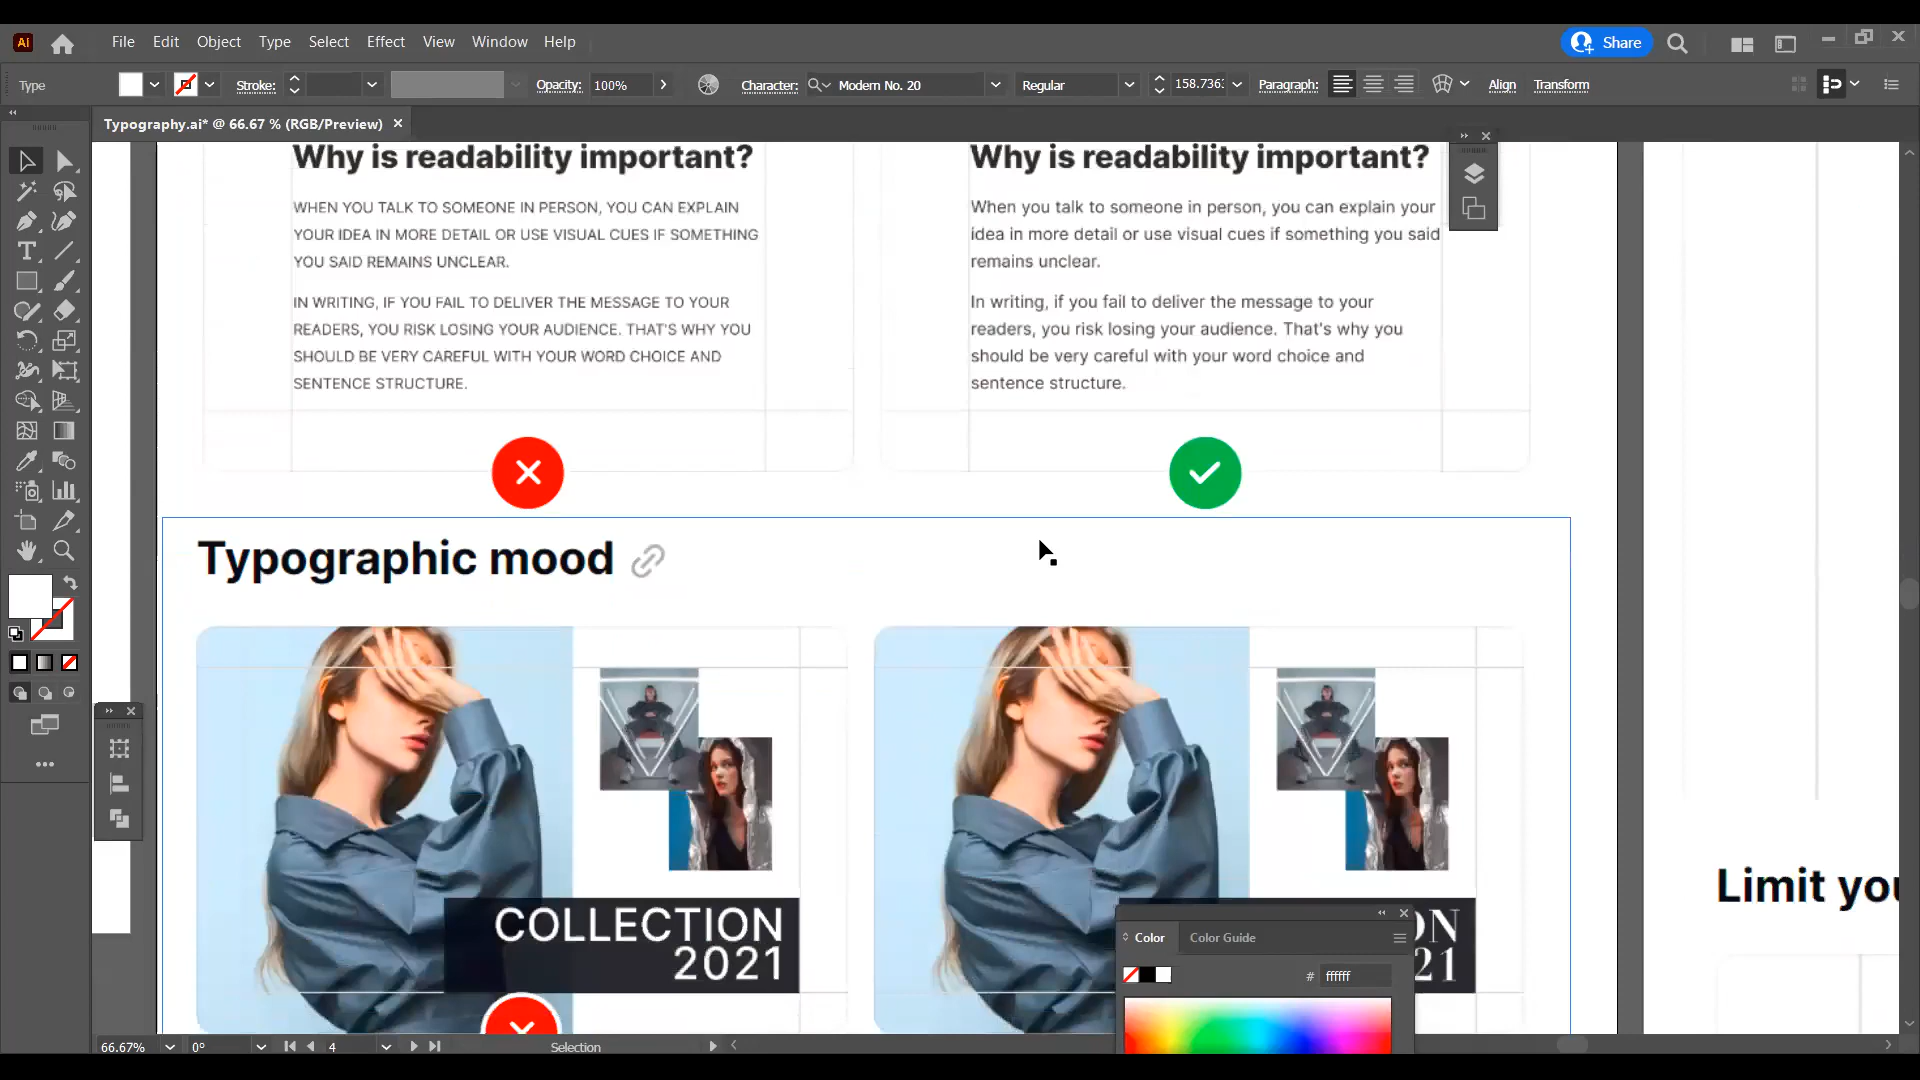 Ai
File Edit Object Type Select Effect View Window Help
Share
Type
Stroke:
Opacity: 100%
Character: Modern No. 20
Regular
158.736:
Paragraph:
Align
Transform
Typography.ai* @ 66.67 % (RGB/Preview)
Why is readability important?
WHEN YOU TALK TO SOMEONE IN PERSON, YOU CAN EXPLAIN
YOUR IDEA IN MORE DETAIL OR USE VISUAL CUES IF SOMETHING
YOU SAID REMAINS UNCLEAR.
IN WRITING, IF YOU FAIL TO DELIVER THE MESSAGE TO YOUR
READERS, YOU RISK LOSING YOUR AUDIENCE. THAT'S WHY YOU
SHOULD BE VERY CAREFUL WITH YOUR WORD CHOICE AND
SENTENCE STRUCTURE.
Why is readability important?
When you talk to someone in person, you can explain your
idea in more detail or use visual cues if something you said
remains unclear.
In writing, if you fail to deliver the message to your
readers, you risk losing your audience. That's why you
should be very careful with your word choice and
sentence structure.
Typographic mood
COLLECTION
2021
ON
21
Limit you
Color
Color Guide
# ffffff
66.67%
0°
4
Selection